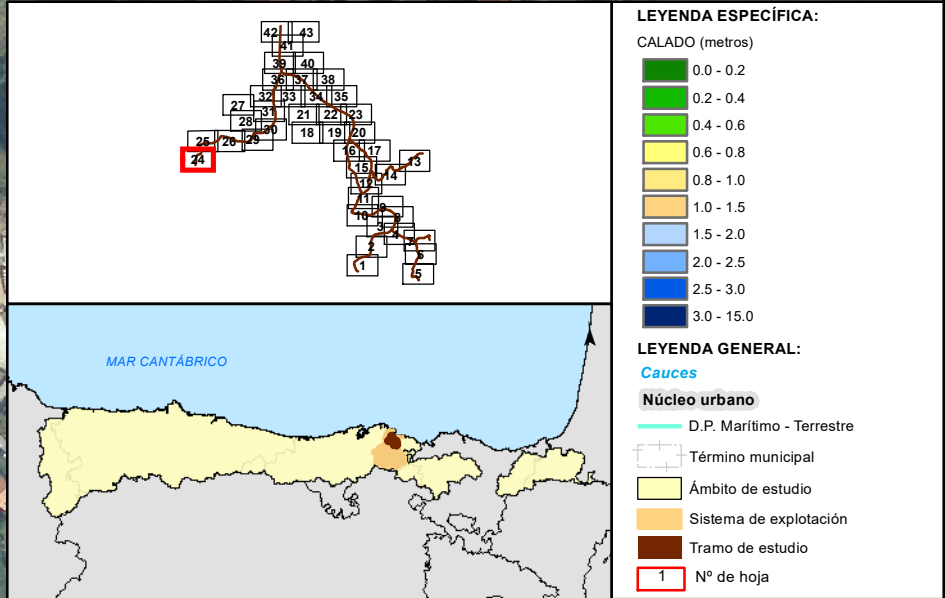 42 43
41
39 40
36 37 38
32 33 34 35
27
31
21 22 23
28
30
18 19 20
25 26 29
24
16 17
13
15
14
12
11
9
10
8
3
4
7
2
6
1
5
MAR CANTÁBRICO
LEYENDA ESPECÍFICA:
CALADO (metros)
0.0 - 0.2
0.2 - 0.4
0.4 - 0.6
0.6 - 0.8
0.8 - 1.0
1.0 - 1.5
1.5 - 2.0
2.0 - 2.5
2.5 - 3.0
3.0 - 15.0
LEYENDA GENERAL:
Cauces
Núcleo urbano
D.P. Marítimo - Terrestre
Término municipal
Ámbito de estudio
Sistema de explotación
Tramo de estudio
1 Nº de hoja